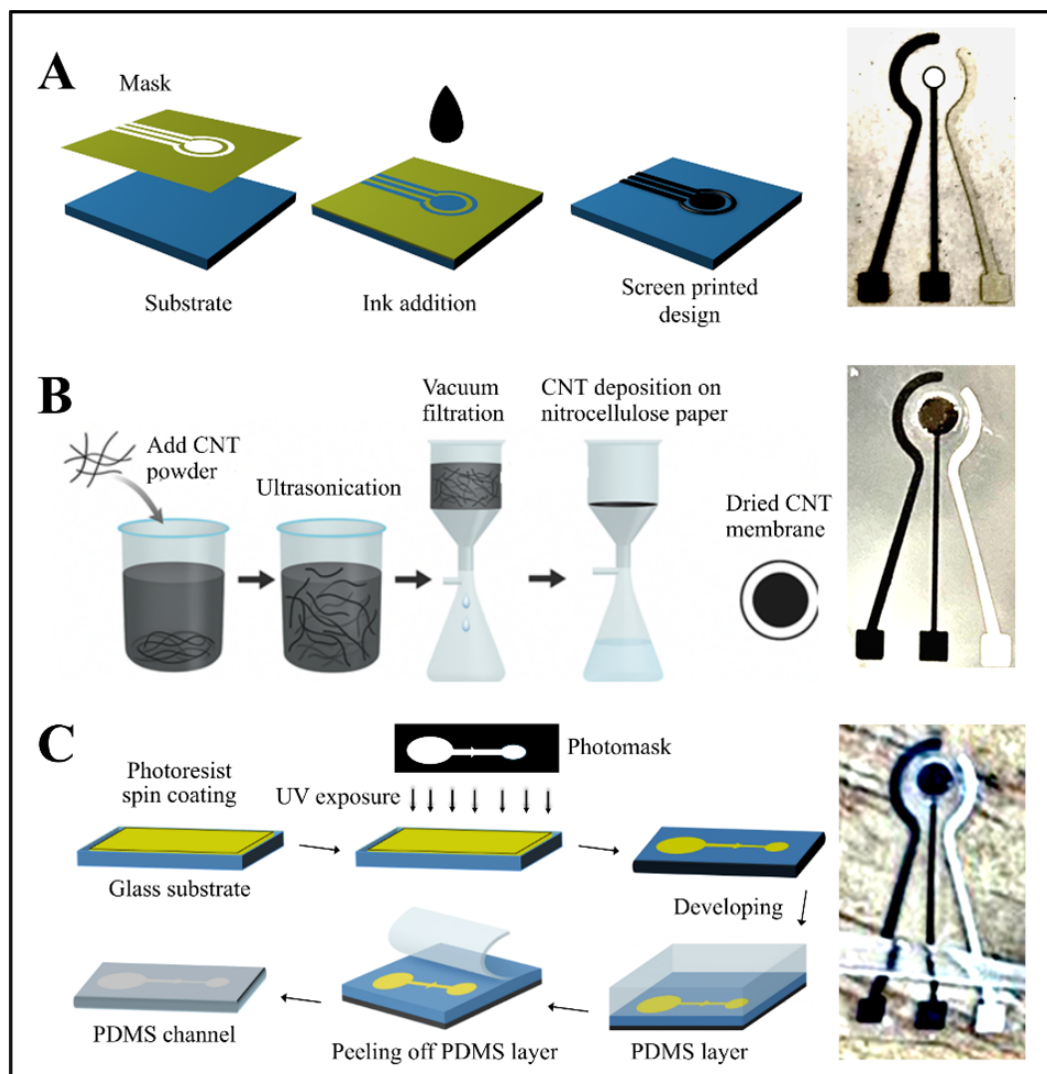 A
Mask
Substrate
Ink addition
Screen printed
design
B
Add CNT
powder
Ultrasonication
Vacuum
filtration
CNT deposition on
nitrocellulose paper
Dried CNT
membrane
C
Photoresist
spin coating
Glass substrate
UV exposure
Photomask
Developing
PDMS channel
Peeling off PDMS layer
PDMS layer